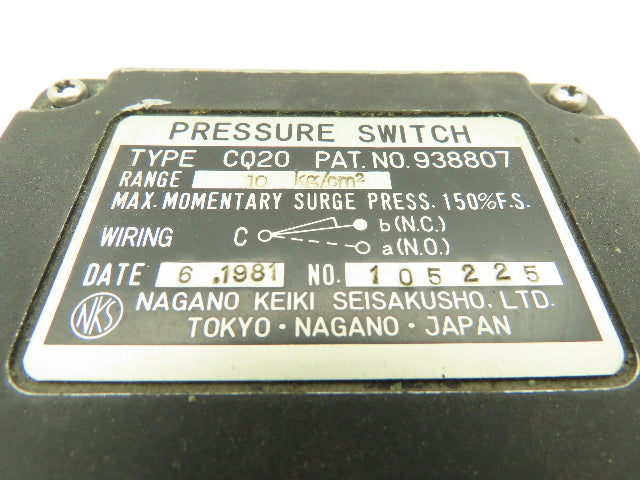 PRESSURE SWITCH
TYPE CQ20 PAT.NO.938807
RANGE 10 kg/cm²
MAX. MOMENTARY SURGE PRESS. 150%F.S.
WIRING C b(N.C.)
a(N.O.)
DATE 6.1981 NO. 105225
NKS NAGANO KEIKI SEISAKUSHO. LTD.
TOKYO・NAGANO・JAPAN